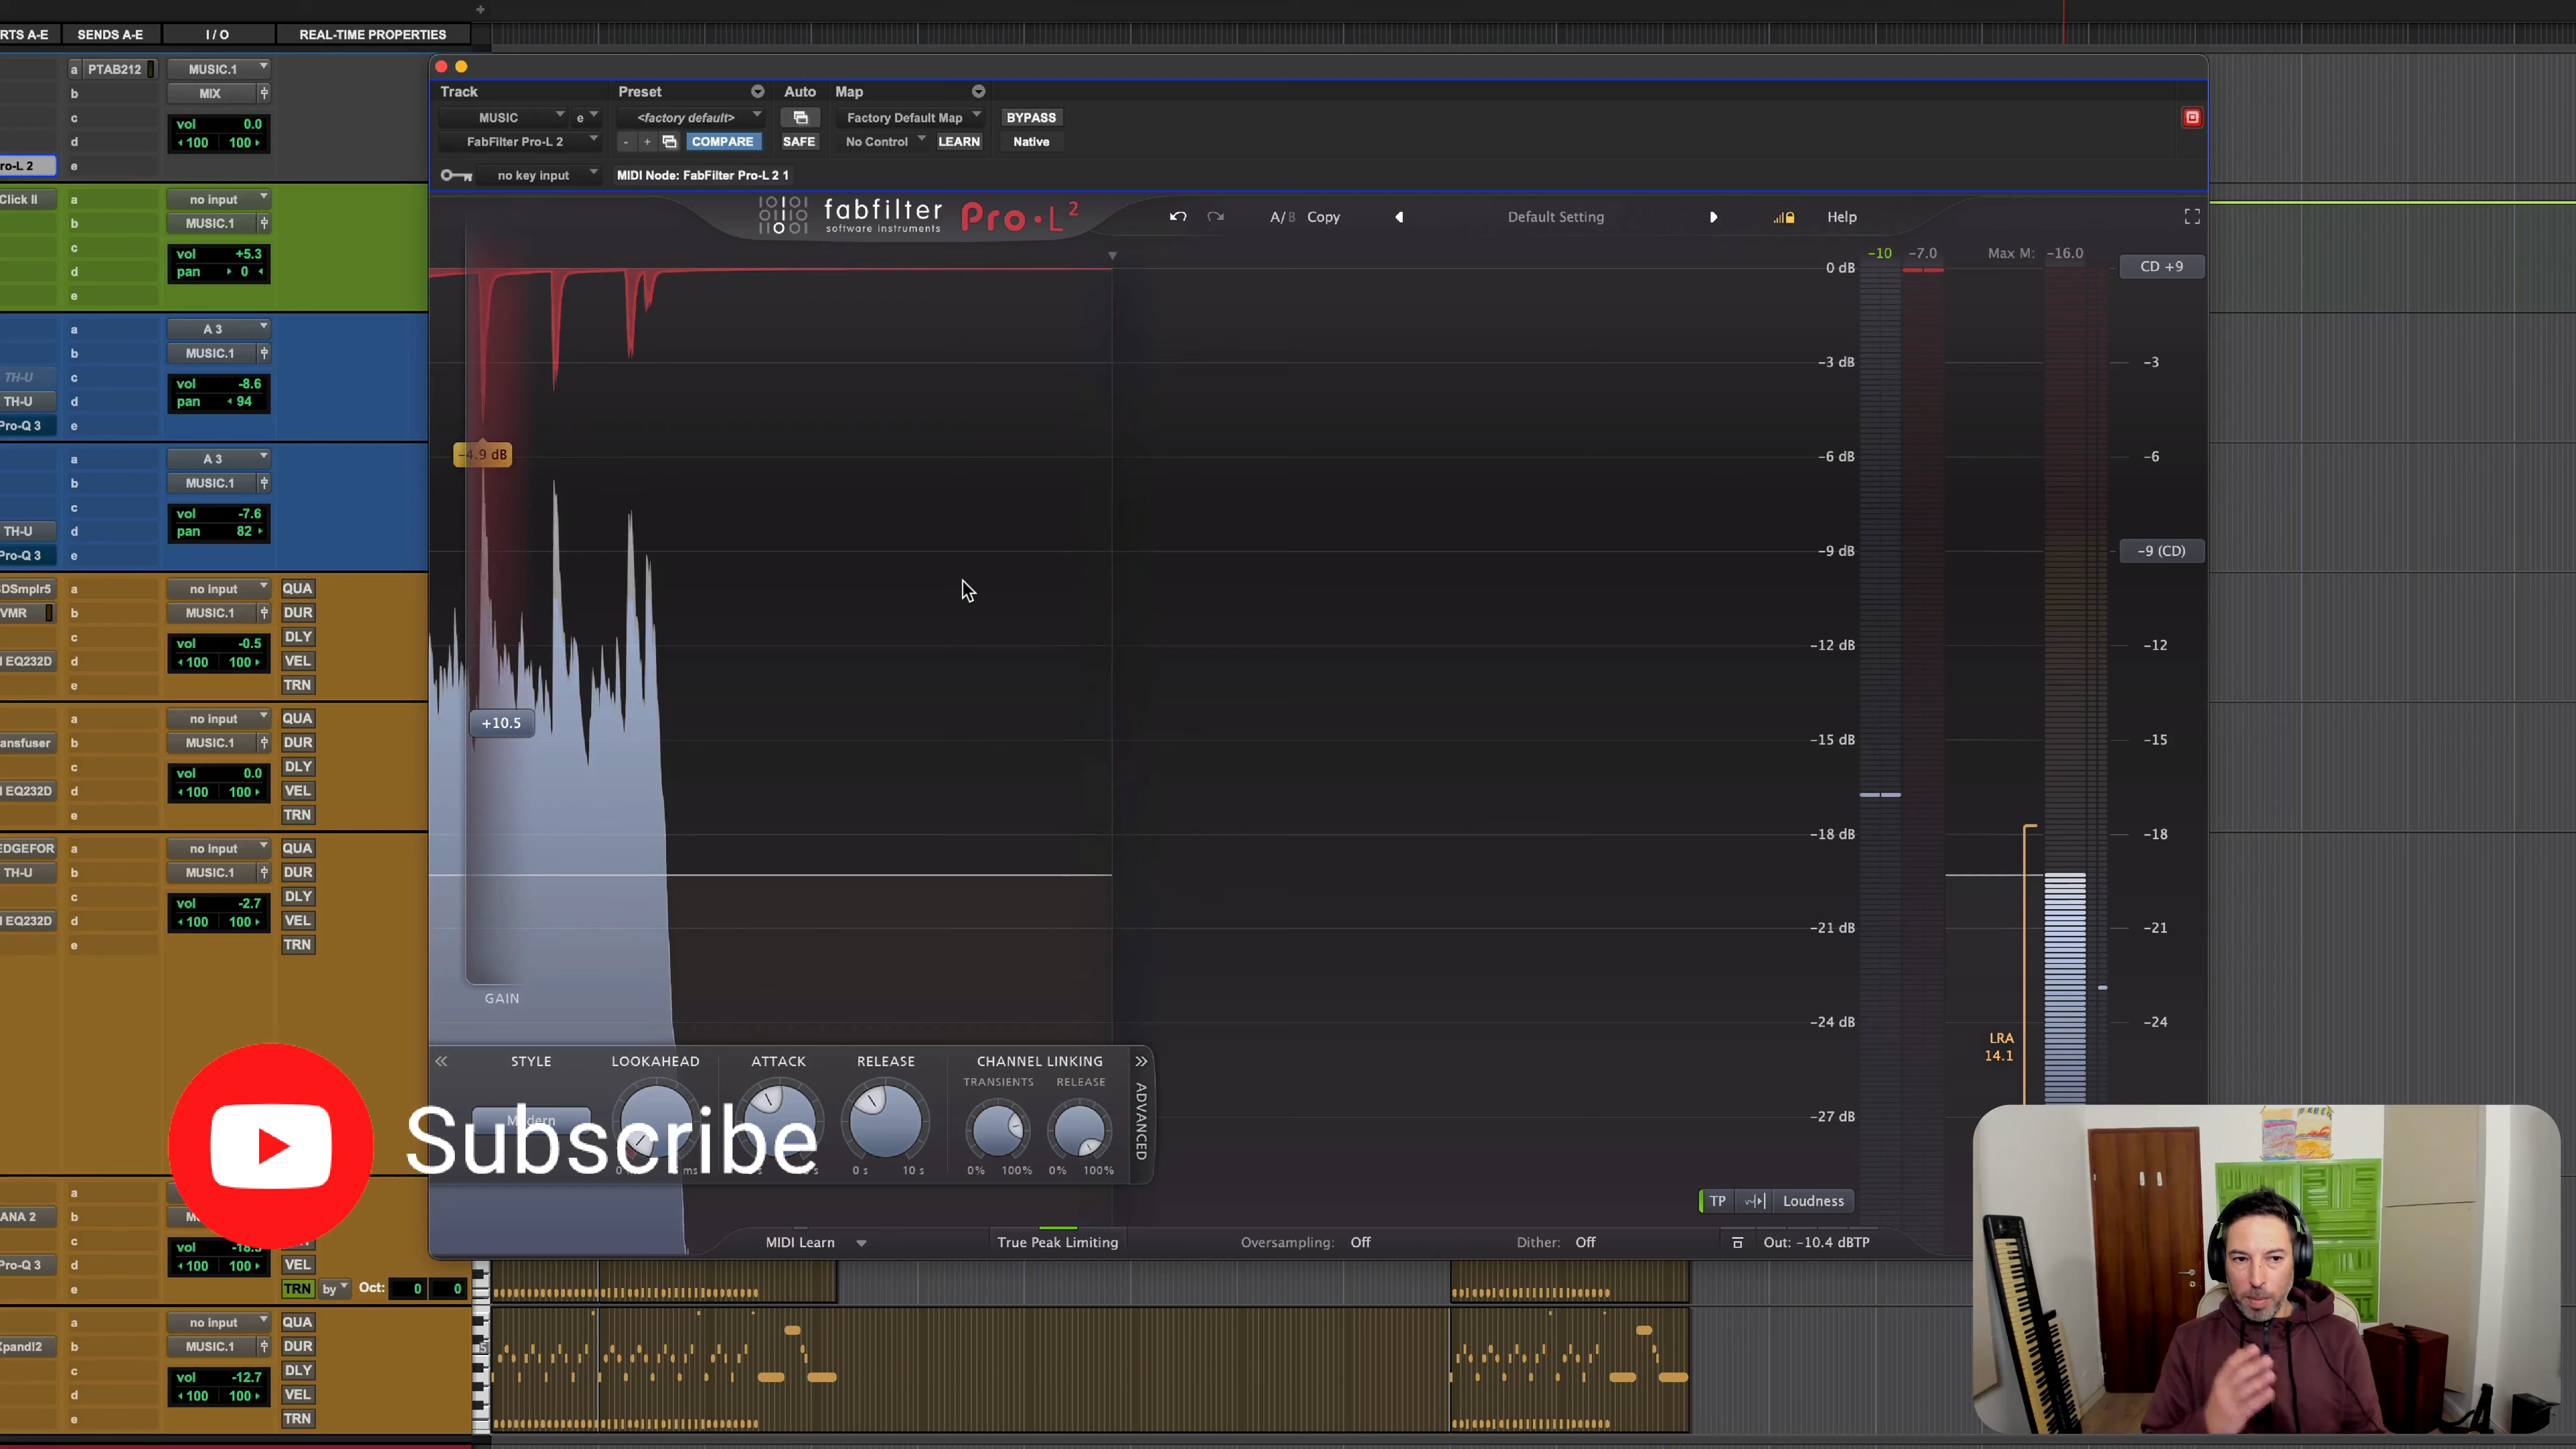 RTS A-E SENDS A-E I / O REAL-TIME PROPERTIES
a PTAB212 MUSIC.1
b MIX
c vol 0.0
d 100 100
ro-L 2 e
Click II a no input
b MUSIC.1
c vol +5.3
d pan 0
e
a A 3
b MUSIC.1
TH-U c vol -8.6
TH-U d pan 94
Pro-Q 3 e
a A 3
b MUSIC.1
c vol -7.6
TH-U d pan 82
Pro-Q 3 e
DSmplr5 a no input QUA
VMR b MUSIC.1 DUR
c vol -0.5 DLY
EQ232D d 100 100 VEL
e TRN
a no input QUA
ansfuser b MUSIC.1 DUR
c vol 0.0 DLY
EQ232D d 100 100 VEL
e TRN
EDGEFOR a no input QUA
TH-U b MUSIC.1 DUR
c vol -2.7 DLY
EQ232D d 100 100 VEL
e TRN
a
ANA 2 b
c vol
Pro-Q 3 d 100 100 VEL
e TRN by Oct: 0 0
a no input QUA
Xpand!2 b MUSIC.1 DUR
c vol -12.7 DLY
d 100 100 VEL
e TRN
Track Preset Auto Map
MUSIC e <factory default> Factory Default Map BYPASS
FabFilter Pro-L 2 - + COMPARE SAFE No Control LEARN Native
no key input MIDI Node: FabFilter Pro-L 2 1
fabfilter Pro·L 2
software instruments
A/B Copy Default Setting Help
-10 -7.0 Max M: -16.0
0 dB CD +9
-3 dB -3
-4.9 dB
-6 dB -6
-9 dB -9 (CD)
-12 dB -12
+10.5
-15 dB -15
-18 dB -18
-21 dB -21
GAIN
-24 dB -24
LRA
14.1
-27 dB
STYLE LOOKAHEAD ATTACK RELEASE CHANNEL LINKING
TRANSIENTS RELEASE
Modern
0 s 10 s 0% 100% 0% 100%
ADVANCED
Subscribe
TP Loudness
MIDI Learn True Peak Limiting Oversampling: Off Dither: Off Out: -10.4 dBTP